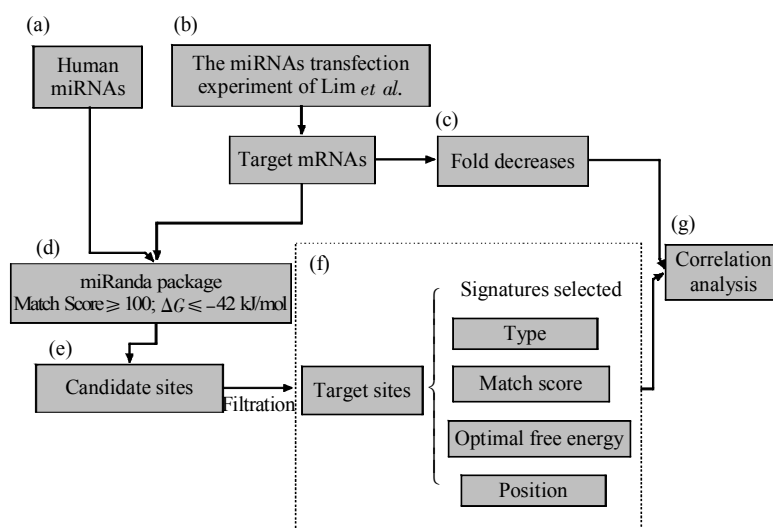 (a)
Human
miRNAs
(b)
The miRNAs transfection
experiment of Lim et al.
Target mRNAs
(c)
Fold decreases
(d)
miRanda package
Match Score ≥ 100; ΔG ≤ −42 kJ/mol
(e)
Candidate sites
Filtration
(f)
Target sites
Signatures selected
Type
Match score
Optimal free energy
Position
(g)
Correlation
analysis